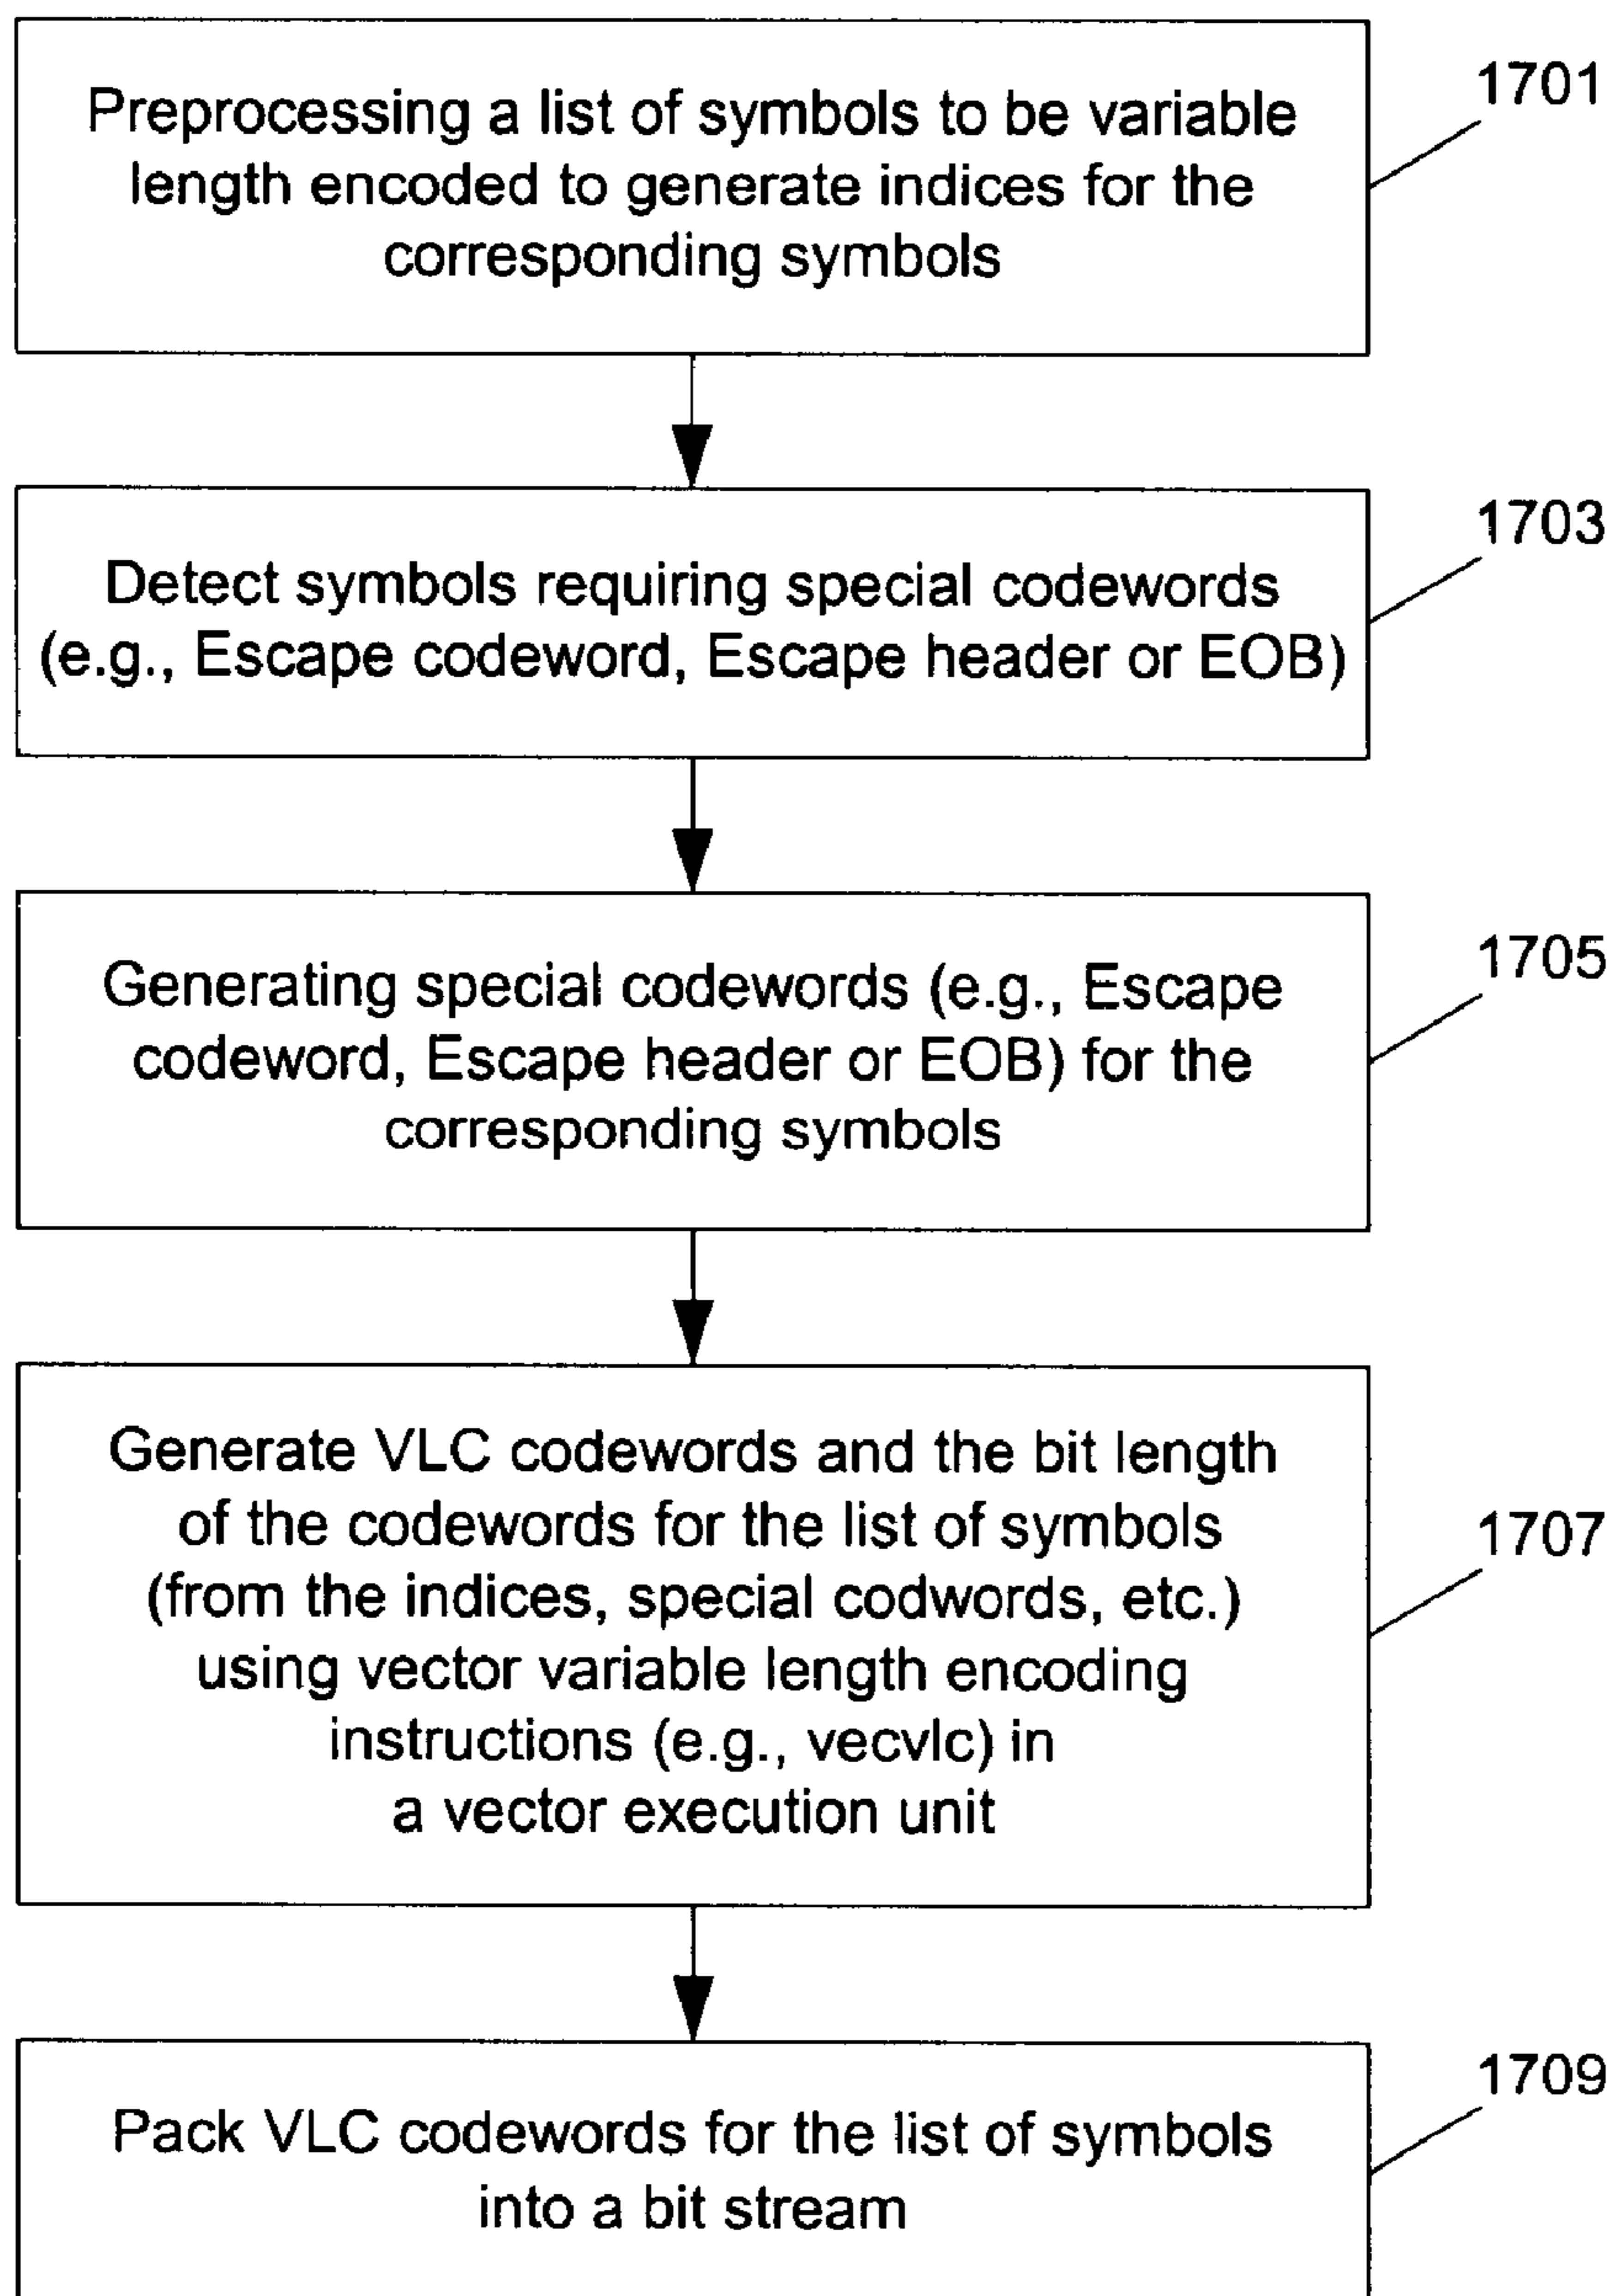 Preprocessing a list of symbols to be variable
length encoded to generate indices for the
corresponding symbols
1701
Detect symbols requiring special codewords
(e.g., Escape codeword, Escape header or EOB)
1703
Generating special codewords (e.g., Escape
codeword, Escape header or EOB) for the
corresponding symbols
1705
Generate VLC codewords and the bit length
of the codewords for the list of symbols
(from the indices, special codwords, etc.)
using vector variable length encoding
instructions (e.g., vecvlc) in
a vector execution unit
1707
Pack VLC codewords for the list of symbols
into a bit stream
1709